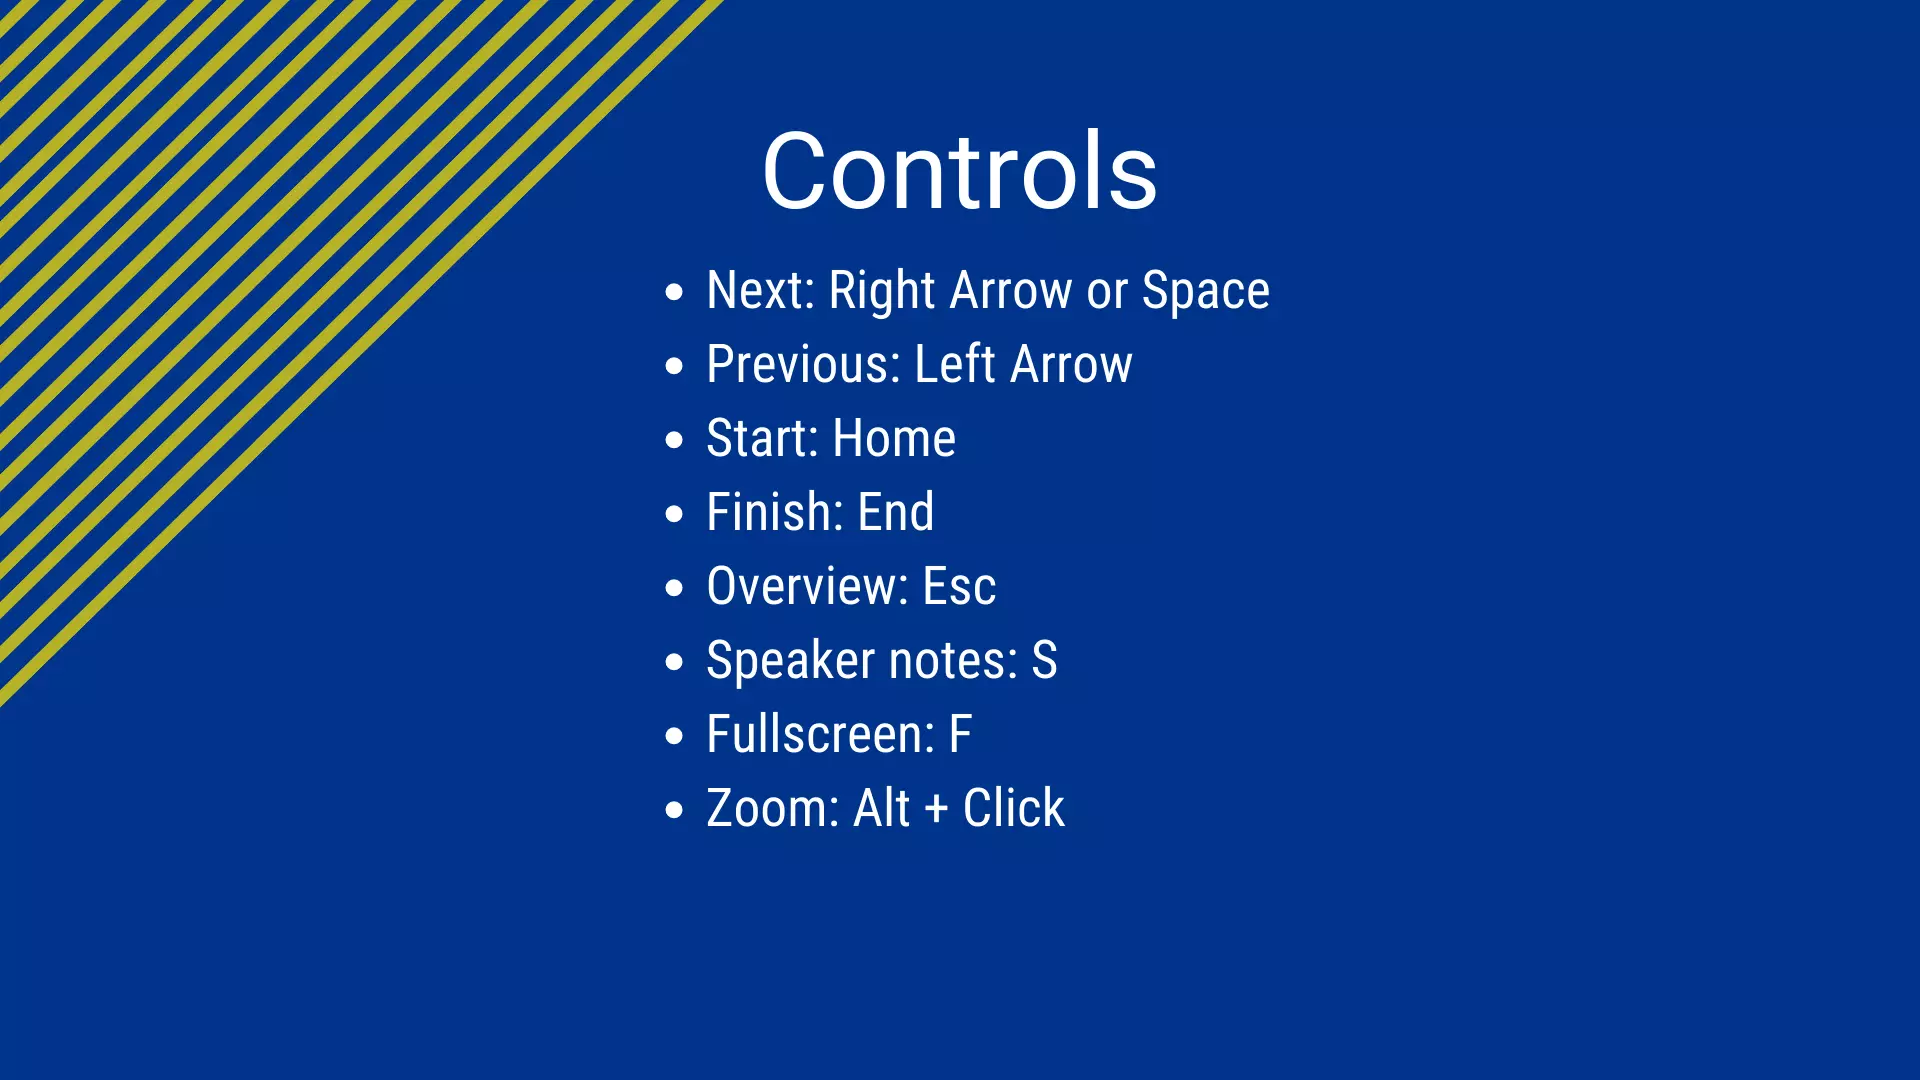 Controls
Next: Right Arrow or Space
Previous: Left Arrow
Start: Home
Finish: End
Overview: Esc
Speaker notes: S
Fullscreen: F
Zoom: Alt + Click